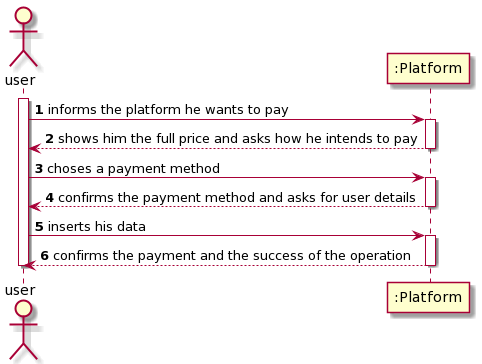 user
:Platform
1 informs the platform he wants to pay
2 shows him the full price and asks how he intends to pay
3 choses a payment method
4 confirms the payment method and asks for user details
5 inserts his data
6 confirms the payment and the success of the operation
user
:Platform